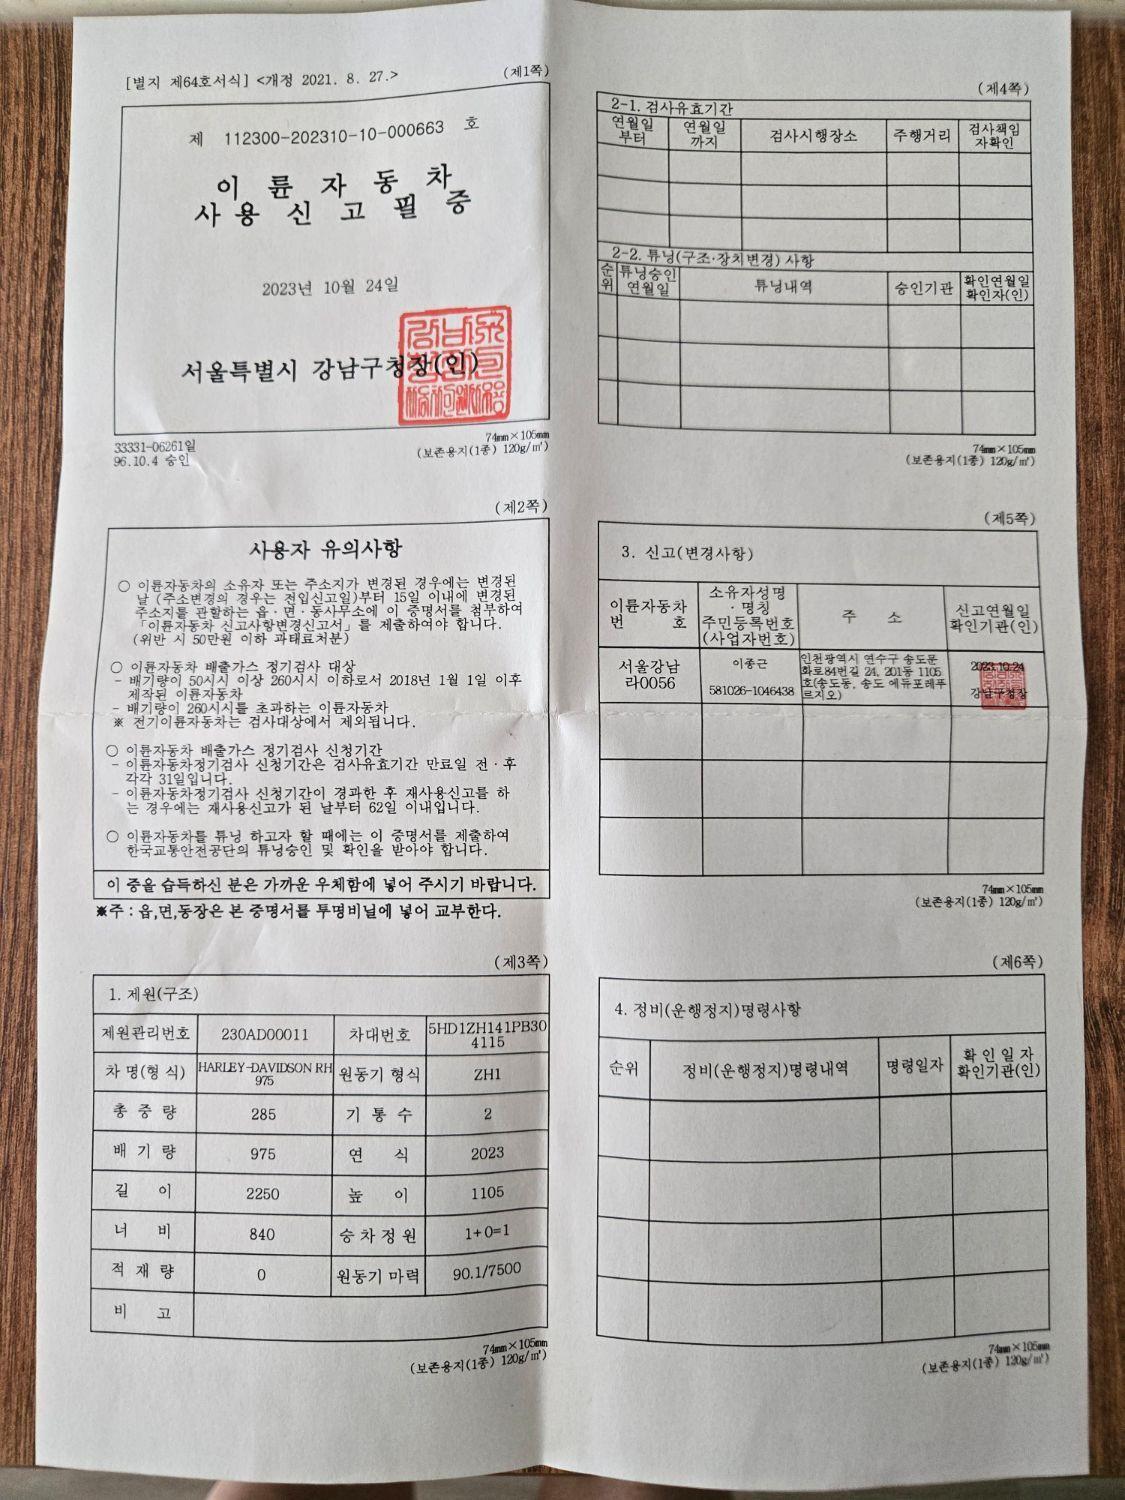 [별지 제64호서식] <개정 2021. 8. 27.>
(제1쪽)
제 112300-202310-10-000663 호
이 륜 자 동 차
사 용 신 고 필 증
2023년 10월 24일
서울특별시 강남구청장(인)
33331-06261일
96.10.4 승인
74㎜×105㎜
(보존용지(1종) 120g/㎡)
(제2쪽)
사용자 유의사항
○ 이륜자동차의 소유자 또는 주소지가 변경된 경우에는 변경된
날 (주소변경의 경우는 전입신고일)부터 15일 이내에 변경된
주소지를 관할하는 읍·면·동사무소에 이 증명서를 첨부하여
「이륜자동차 신고사항변경신고서」를 제출하여야 합니다.
(위반 시 50만원 이하 과태료처분)
○ 이륜자동차 배출가스 정기검사 대상
- 배기량이 50시시 이상 260시시 이하로서 2018년 1월 1일 이후
제작된 이륜자동차
- 배기량이 260시시를 초과하는 이륜자동차
※ 전기이륜자동차는 검사대상에서 제외됩니다.
○ 이륜자동차 배출가스 정기검사 신청기간
- 이륜자동차정기검사 신청기간은 검사유효기간 만료일 전·후
각각 31일입니다.
- 이륜자동차정기검사 신청기간이 경과한 후 재사용신고를 하
는 경우에는 재사용신고가 된 날부터 62일 이내입니다.
○ 이륜자동차를 튜닝 하고자 할 때에는 이 증명서를 제출하여
한국교통안전공단의 튜닝승인 및 확인을 받아야 합니다.
이 증을 습득하신 분은 가까운 우체함에 넣어 주시기 바랍니다.
※주 : 읍,면,동장은 본 증명서를 투명비닐에 넣어 교부한다.
(제3쪽)
1. 제원(구조)
제원관리번호 230AD00011 차대번호 5HD1ZH141PB30
4115
차 명(형 식) HARLEY-DAVIDSON RH
975 원동기 형식 ZH1
총 중 량 285 기 통 수 2
배 기 량 975 연 식 2023
길 이 2250 높 이 1105
너 비 840 승 차 정 원 1+0=1
적 재 량 0 원동기 마력 90.1/7500
비 고
74㎜×105㎜
(보존용지(1종) 120g/㎡)
(제4쪽)
2-1. 검사유효기간
연월일
부터 연월일
까지 검사시행장소 주행거리 검사책임
자확인
2-2. 튜닝(구조·장치변경) 사항
순
위 튜닝승인
연월일 튜닝내역 승인기관 확인연월일
확인자(인)
74㎜×105㎜
(보존용지(1종) 120g/㎡)
(제5쪽)
3. 신고(변경사항)
이륜자동차
번 호 소유자성명
·명칭
주민등록번호
(사업자번호) 주 소 신고연월일
확인기관(인)
서울강남
라0056 이종근
581026-1046438 인천광역시 연수구 송도문
화로84번길 24, 201동 1105
호(송도동, 송도 에듀포레푸
르지오) 2023.10.24
강남구청장
74㎜×105㎜
(보존용지(1종) 120g/㎡)
(제6쪽)
4. 정비(운행정지)명령사항
순위 정비(운행정지)명령내역 명령일자 확 인 일 자
확인기관(인)
74㎜×105㎜
(보존용지(1종) 120g/㎡)